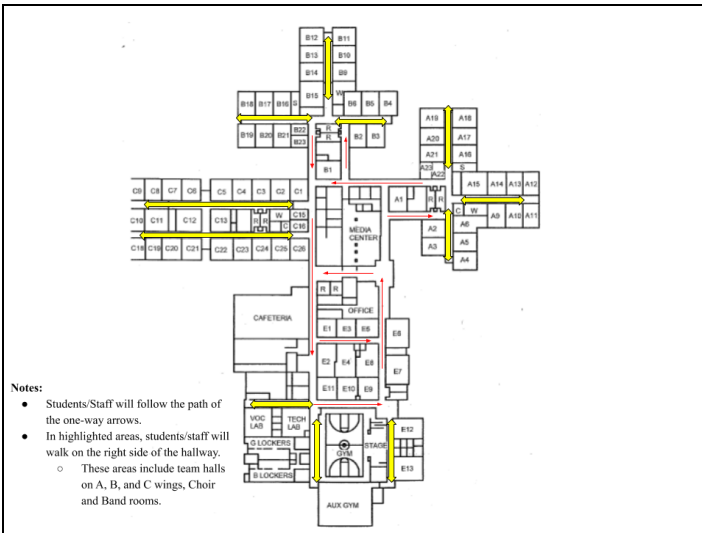 B12 B11
B13 B10
B14 B9
B15 W
B18 B17 B16 S B6 B5 B4
B19 B20 B21 B22 R B2 B3
B23 R
B1
A19 A18
A20 A17
A21 A16
A23 A22 S
A15 A14 A13 A12
C9 C8 C7 C6 C5 C4 C3 C2 C1
A1 R R
C W A9 A10 A11
C10 C11 C12 C13 R R W C15
C C16
A2 A6
A3 A5
A4
MEDIA
CENTER
C18 C19 C20 C21 C22 C23 C24 C25 C26
R R
OFFICE
CAFETERIA
E1 E3 E5 E6
E2 E4 E8 E7
E11 E10 E9
VOC
LAB
TECH
LAB
G LOCKERS
B LOCKERS
GYM
STAGE
E12
E13
AUX GYM
Notes:
● Students/Staff will follow the path of
the one-way arrows.
● In highlighted areas, students/staff will
walk on the right side of the hallway.
○ These areas include team halls
on A, B, and C wings, Choir
and Band rooms.